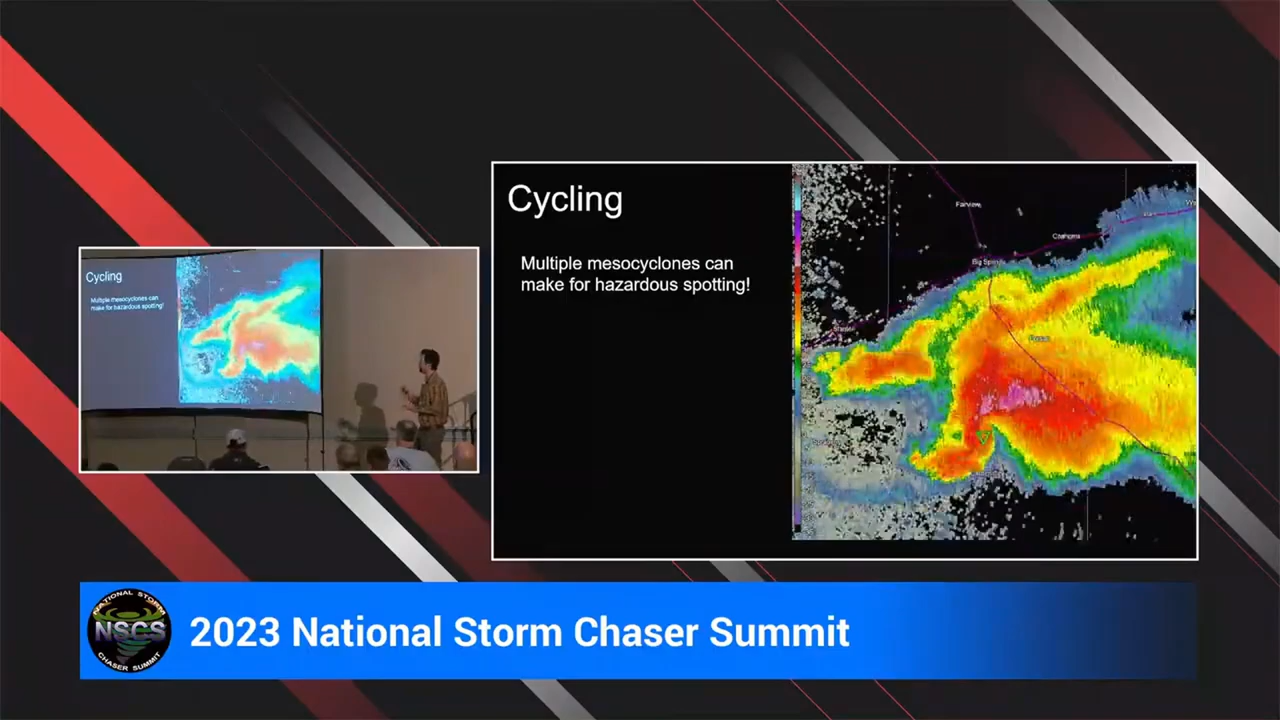 Cycling
Multiple mesocyclones can
make for hazardous spotting!
Cycling
Multiple mesocyclones can
make for hazardous spotting!
Fairview
Coahoma
Big Spring
NATIONAL STORM
NSCS
CHASER SUMMIT
2023 National Storm Chaser Summit